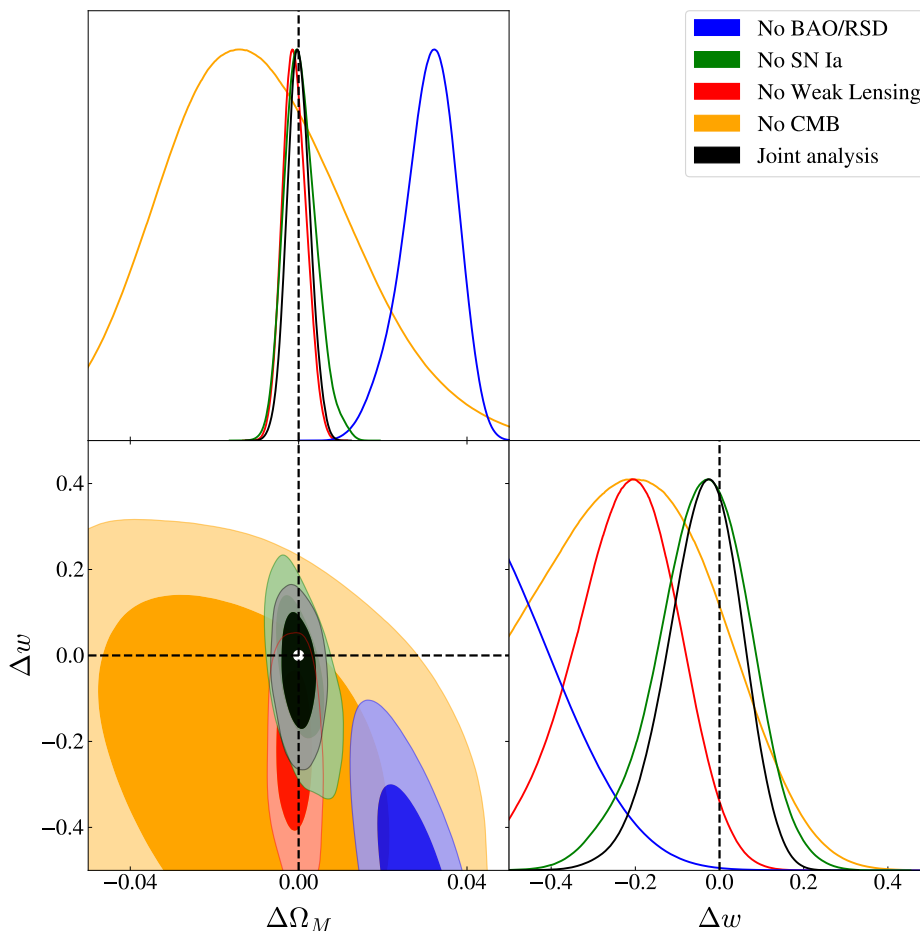 No BAO/RSD
No SN Ia
No Weak Lensing
No CMB
Joint analysis
0.4
0.2
0.0
−0.2
−0.4
Δw
−0.04 0.00 0.04
ΔΩ_M
−0.4 −0.2 0.0 0.2
Δw